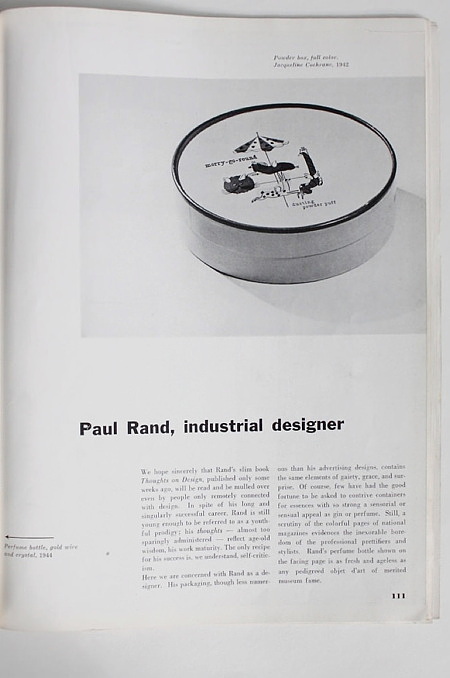 Powder box, full color,
Jacqueline Cochrane, 1942
merry-go-round
dusting
powder puff
Paul Rand, industrial designer
We hope sincerely that Rand's slim book
Thoughts on Design, published only some
weeks ago, will be read and be mulled over
even by people only remotely connected
with design. In spite of his long and
singularly successful career, Rand is still
young enough to be referred to as a youth-
ful prodigy; his thoughts — almost too
sparingly administered — reflect age-old
wisdom, his work maturity. The only recipe
for his success is, we understand, self-critic-
ism.
Here we are concerned with Rand as a de-
signer. His packaging, though less numer-
ous than his advertising designs, contains
the same elements of gaiety, grace, and sur-
prise. Of course, few have had the good
fortune to be asked to contrive containers
for essences with so strong a sensorial or
sensual appeal as gin or perfume. Still, a
scrutiny of the colorful pages of national
magazines evidences the inexorable bore-
dom of the professional prettifiers and
stylists. Rand's perfume bottle shown on
the facing page is as fresh and ageless as
any pedigreed objet d'art of merited
museum fame.
Perfume bottle, gold wire
and crystal, 1944
111